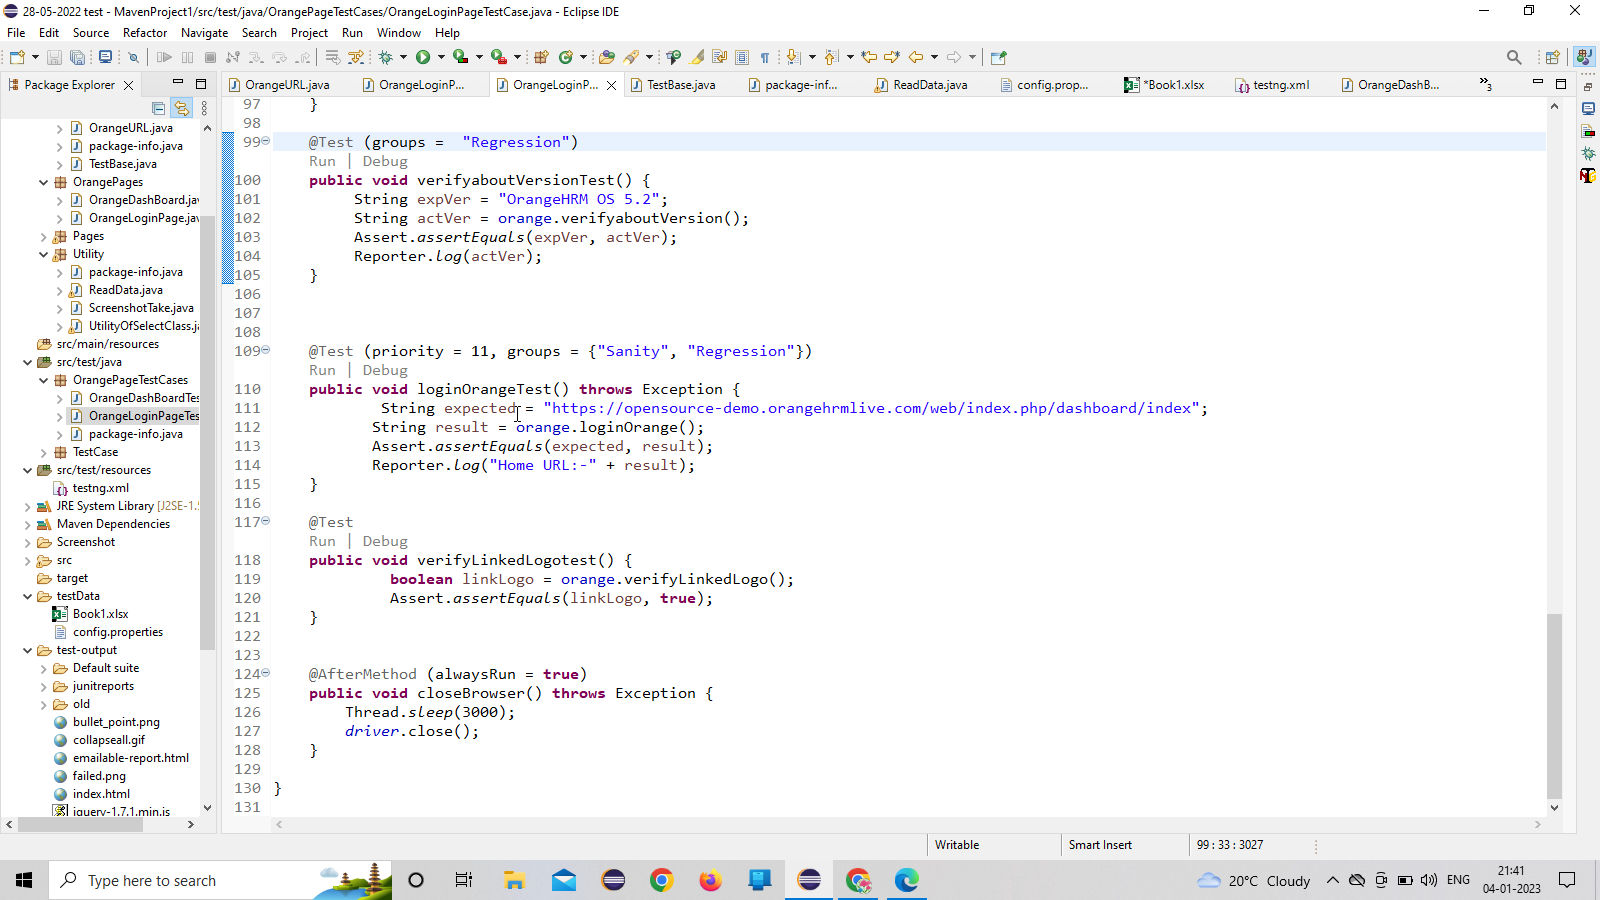 28-05-2022 test - MavenProject1/src/test/java/OrangePageTestCases/OrangeLoginPageTestCase.java - Eclipse IDE
File Edit Source Refactor Navigate Search Project Run Window Help
Package Explorer
OrangeURL.java OrangeLoginP... OrangeLoginP... TestBase.java package-inf... ReadData.java config.prop... *Book1.xlsx testng.xml OrangeDashB... »3
OrangeURL.java
package-info.java
TestBase.java
OrangePages
OrangeDashBoard.jav
OrangeLoginPage.jav
Pages
Utility
package-info.java
ReadData.java
ScreenshotTake.java
UtilityOfSelectClass.ja
src/main/resources
src/test/java
OrangePageTestCases
OrangeDashBoardTes
OrangeLoginPageTes
package-info.java
TestCase
src/test/resources
testng.xml
JRE System Library [J2SE-1.5
Maven Dependencies
Screenshot
src
target
testData
Book1.xlsx
config.properties
test-output
Default suite
junitreports
old
bullet_point.png
collapseall.gif
emailable-report.html
failed.png
index.html
jquery-1.7.1.min.js
97 }
98
99 @Test (groups =  "Regression")
Run | Debug
100 public void verifyaboutVersionTest() {
101 String expVer = "OrangeHRM OS 5.2";
102 String actVer = orange.verifyaboutVersion();
103 Assert.assertEquals(expVer, actVer);
104 Reporter.log(actVer);
105 }
106
107
108
109 @Test (priority = 11, groups = {"Sanity", "Regression"})
Run | Debug
110 public void loginOrangeTest() throws Exception {
111 String expected = "https://opensource-demo.orangehrmlive.com/web/index.php/dashboard/index";
112 String result = orange.loginOrange();
113 Assert.assertEquals(expected, result);
114 Reporter.log("Home URL:-" + result);
115 }
116
117 @Test
Run | Debug
118 public void verifyLinkedLogotest() {
119 boolean linkLogo = orange.verifyLinkedLogo();
120 Assert.assertEquals(linkLogo, true);
121 }
122
123
124 @AfterMethod (alwaysRun = true)
125 public void closeBrowser() throws Exception {
126 Thread.sleep(3000);
127 driver.close();
128 }
129
130 }
131
Writable Smart Insert 99 : 33 : 3027
Type here to search
20°C Cloudy ENG
21:41
04-01-2023